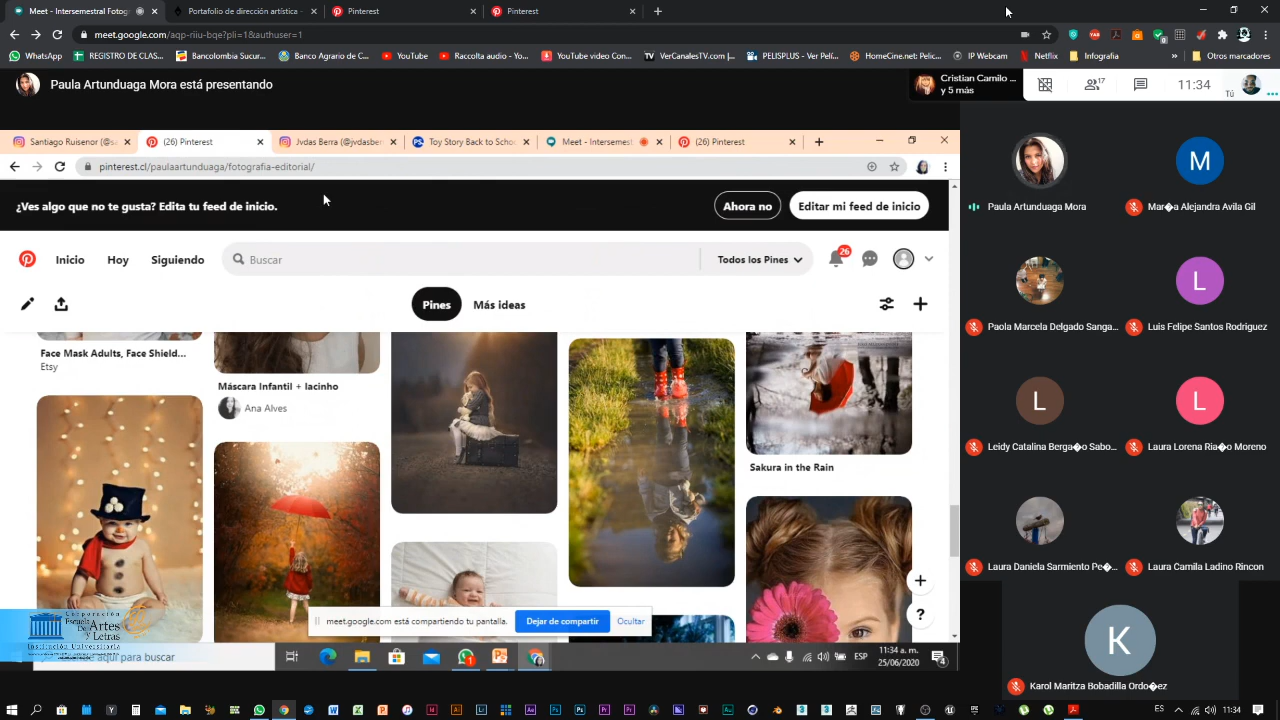 Meet - Intersemestral Fotog
Portafolio de dirección artística -
Pinterest
Pinterest
meet.google.com/aqp-riiu-bqe?pli=1&authuser=1
WhatsApp
REGISTRO DE CLAS...
Bancolombia Sucur...
Banco Agrario de C...
YouTube
Raccolta audio - Yo...
YouTube video Con...
VerCanalesTV.com |...
PELISPLUS - Ver Pelí...
HomeCine.net: Pelic...
IP Webcam
Netflix
Infografia
»
Otros marcadores
Paula Artunduaga Mora está presentando
Cristian Camilo ...
y 5 más
17
11:34
Tú
Santiago Ruisenor (@sa
(26) Pinterest
Jvdas Berra (@jvdasber
Toy Story Back to Scho
Meet - Intersemest
(26) Pinterest
pinterest.cl/paulaartunduaga/fotografia-editorial/
¿Ves algo que no te gusta? Edita tu feed de inicio.
Ahora no
Editar mi feed de inicio
Inicio
Hoy
Siguiendo
Buscar
Todos los Pines
26
Pines
Más ideas
Face Mask Adults, Face Shield...
Etsy
Máscara Infantil + lacinho
Ana Alves
Sakura in the Rain
+
?
meet.google.com está compartiendo tu pantalla.
Dejar de compartir
Ocultar
Escuela
de Artes
y Letras
aquí para buscar
ESP
11:34 a. m.
25/06/2020
4
Paula Artunduaga Mora
M
Mar�a Alejandra Avila Gil
Paola Marcela Delgado Sanga...
L
Luis Felipe Santos Rodriguez
L
Leidy Catalina Berga�o Sabo...
L
Laura Lorena Ria�o Moreno
Laura Daniela Sarmiento Pe�...
Laura Camila Ladino Rincon
K
Karol Maritza Bobadilla Ordo�ez
ES
11:34